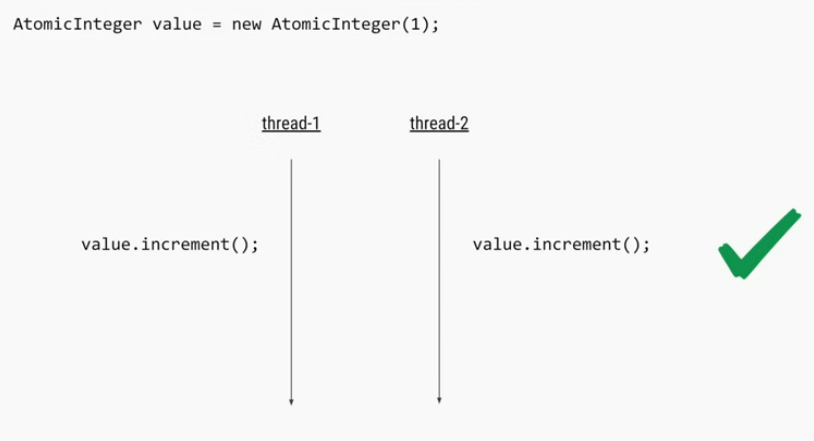 AtomicInteger value = new AtomicInteger(1);
thread-1 thread-2
value.increment(); value.increment();